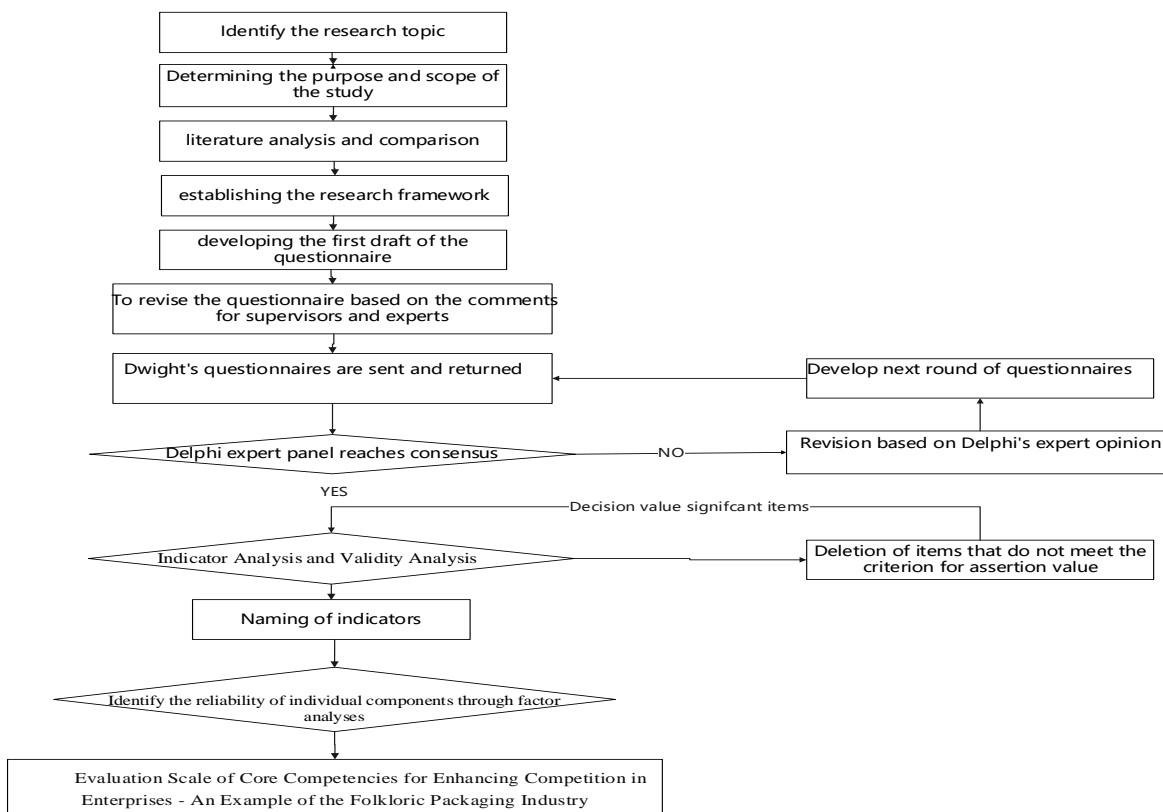 Identify the research topic
Determining the purpose and scope of
the study
literature analysis and comparison
establishing the research framework
developing the first draft of the
questionnaire
To revise the questionnaire based on the comments
for supervisors and experts
Dwight's questionnaires are sent and returned
Develop next round of questionnaires
Delphi expert panel reaches consensus
NO
Revision based on Delphi's expert opinion
YES
Decision value signifcant items
Indicator Analysis and Validity Analysis
Deletion of items that do not meet the
criterion for assertion value
Naming of indicators
Identify the reliability of individual components through factor
analyses
Evaluation Scale of Core Competencies for Enhancing Competition in
Enterprises - An Example of the Folkloric Packaging Industry